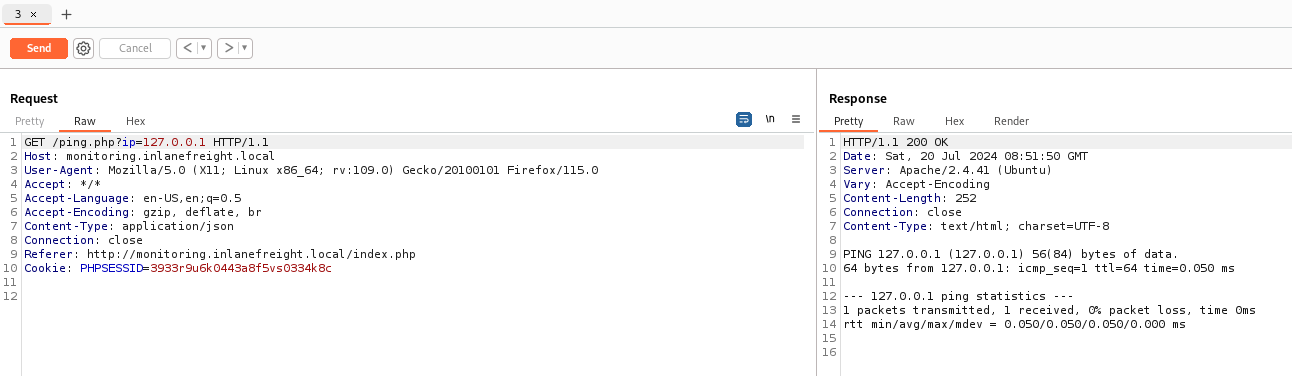 3 × +
Send Cancel < ▼ > ▼
Request
Pretty Raw Hex \n
1 GET /ping.php?ip=127.0.0.1 HTTP/1.1
2 Host: monitoring.inlanefreight.local
3 User-Agent: Mozilla/5.0 (X11; Linux x86_64; rv:109.0) Gecko/20100101 Firefox/115.0
4 Accept: */*
5 Accept-Language: en-US,en;q=0.5
6 Accept-Encoding: gzip, deflate, br
7 Content-Type: application/json
8 Connection: close
9 Referer: http://monitoring.inlanefreight.local/index.php
10 Cookie: PHPSESSID=3933r9u6k0443a8f5vs0334k8c
11
12
Response
Pretty Raw Hex Render
1 HTTP/1.1 200 OK
2 Date: Sat, 20 Jul 2024 08:51:50 GMT
3 Server: Apache/2.4.41 (Ubuntu)
4 Vary: Accept-Encoding
5 Content-Length: 252
6 Connection: close
7 Content-Type: text/html; charset=UTF-8
8
9 PING 127.0.0.1 (127.0.0.1) 56(84) bytes of data.
10 64 bytes from 127.0.0.1: icmp_seq=1 ttl=64 time=0.050 ms
11
12 --- 127.0.0.1 ping statistics ---
13 1 packets transmitted, 1 received, 0% packet loss, time 0ms
14 rtt min/avg/max/mdev = 0.050/0.050/0.050/0.000 ms
15
16